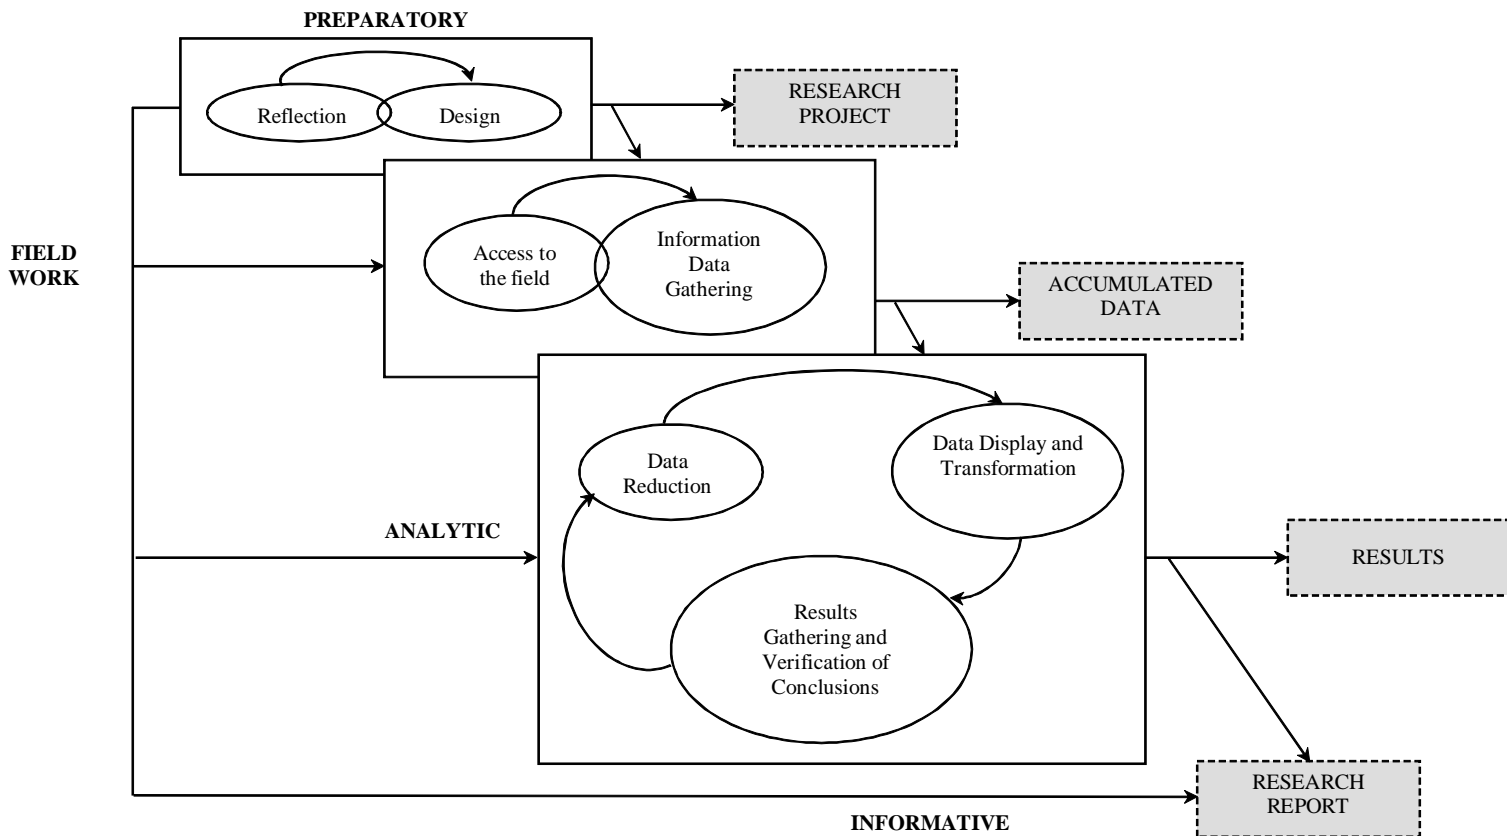 PREPARATORY
Reflection
Design
RESEARCH
PROJECT
FIELD
WORK
Access to
the field
Information
Data
Gathering
ACCUMULATED
DATA
Data
Reduction
Data Display and
Transformation
ANALYTIC
RESULTS
Results
Gathering and
Verification of
Conclusions
RESEARCH
REPORT
INFORMATIVE